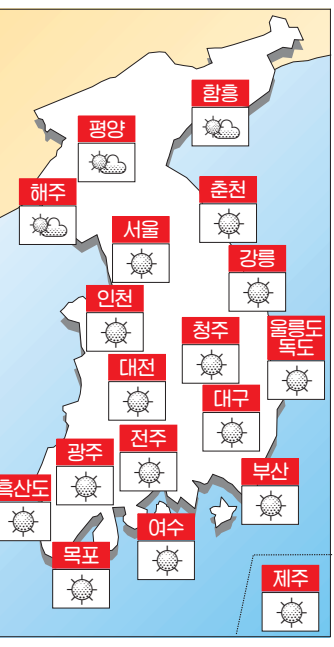 함흥
평양
해주
춘천
서울
강릉
인천
울릉도
독도
청주
대전
대구
전주
광주
부산
흑산도
여수
목포
제주